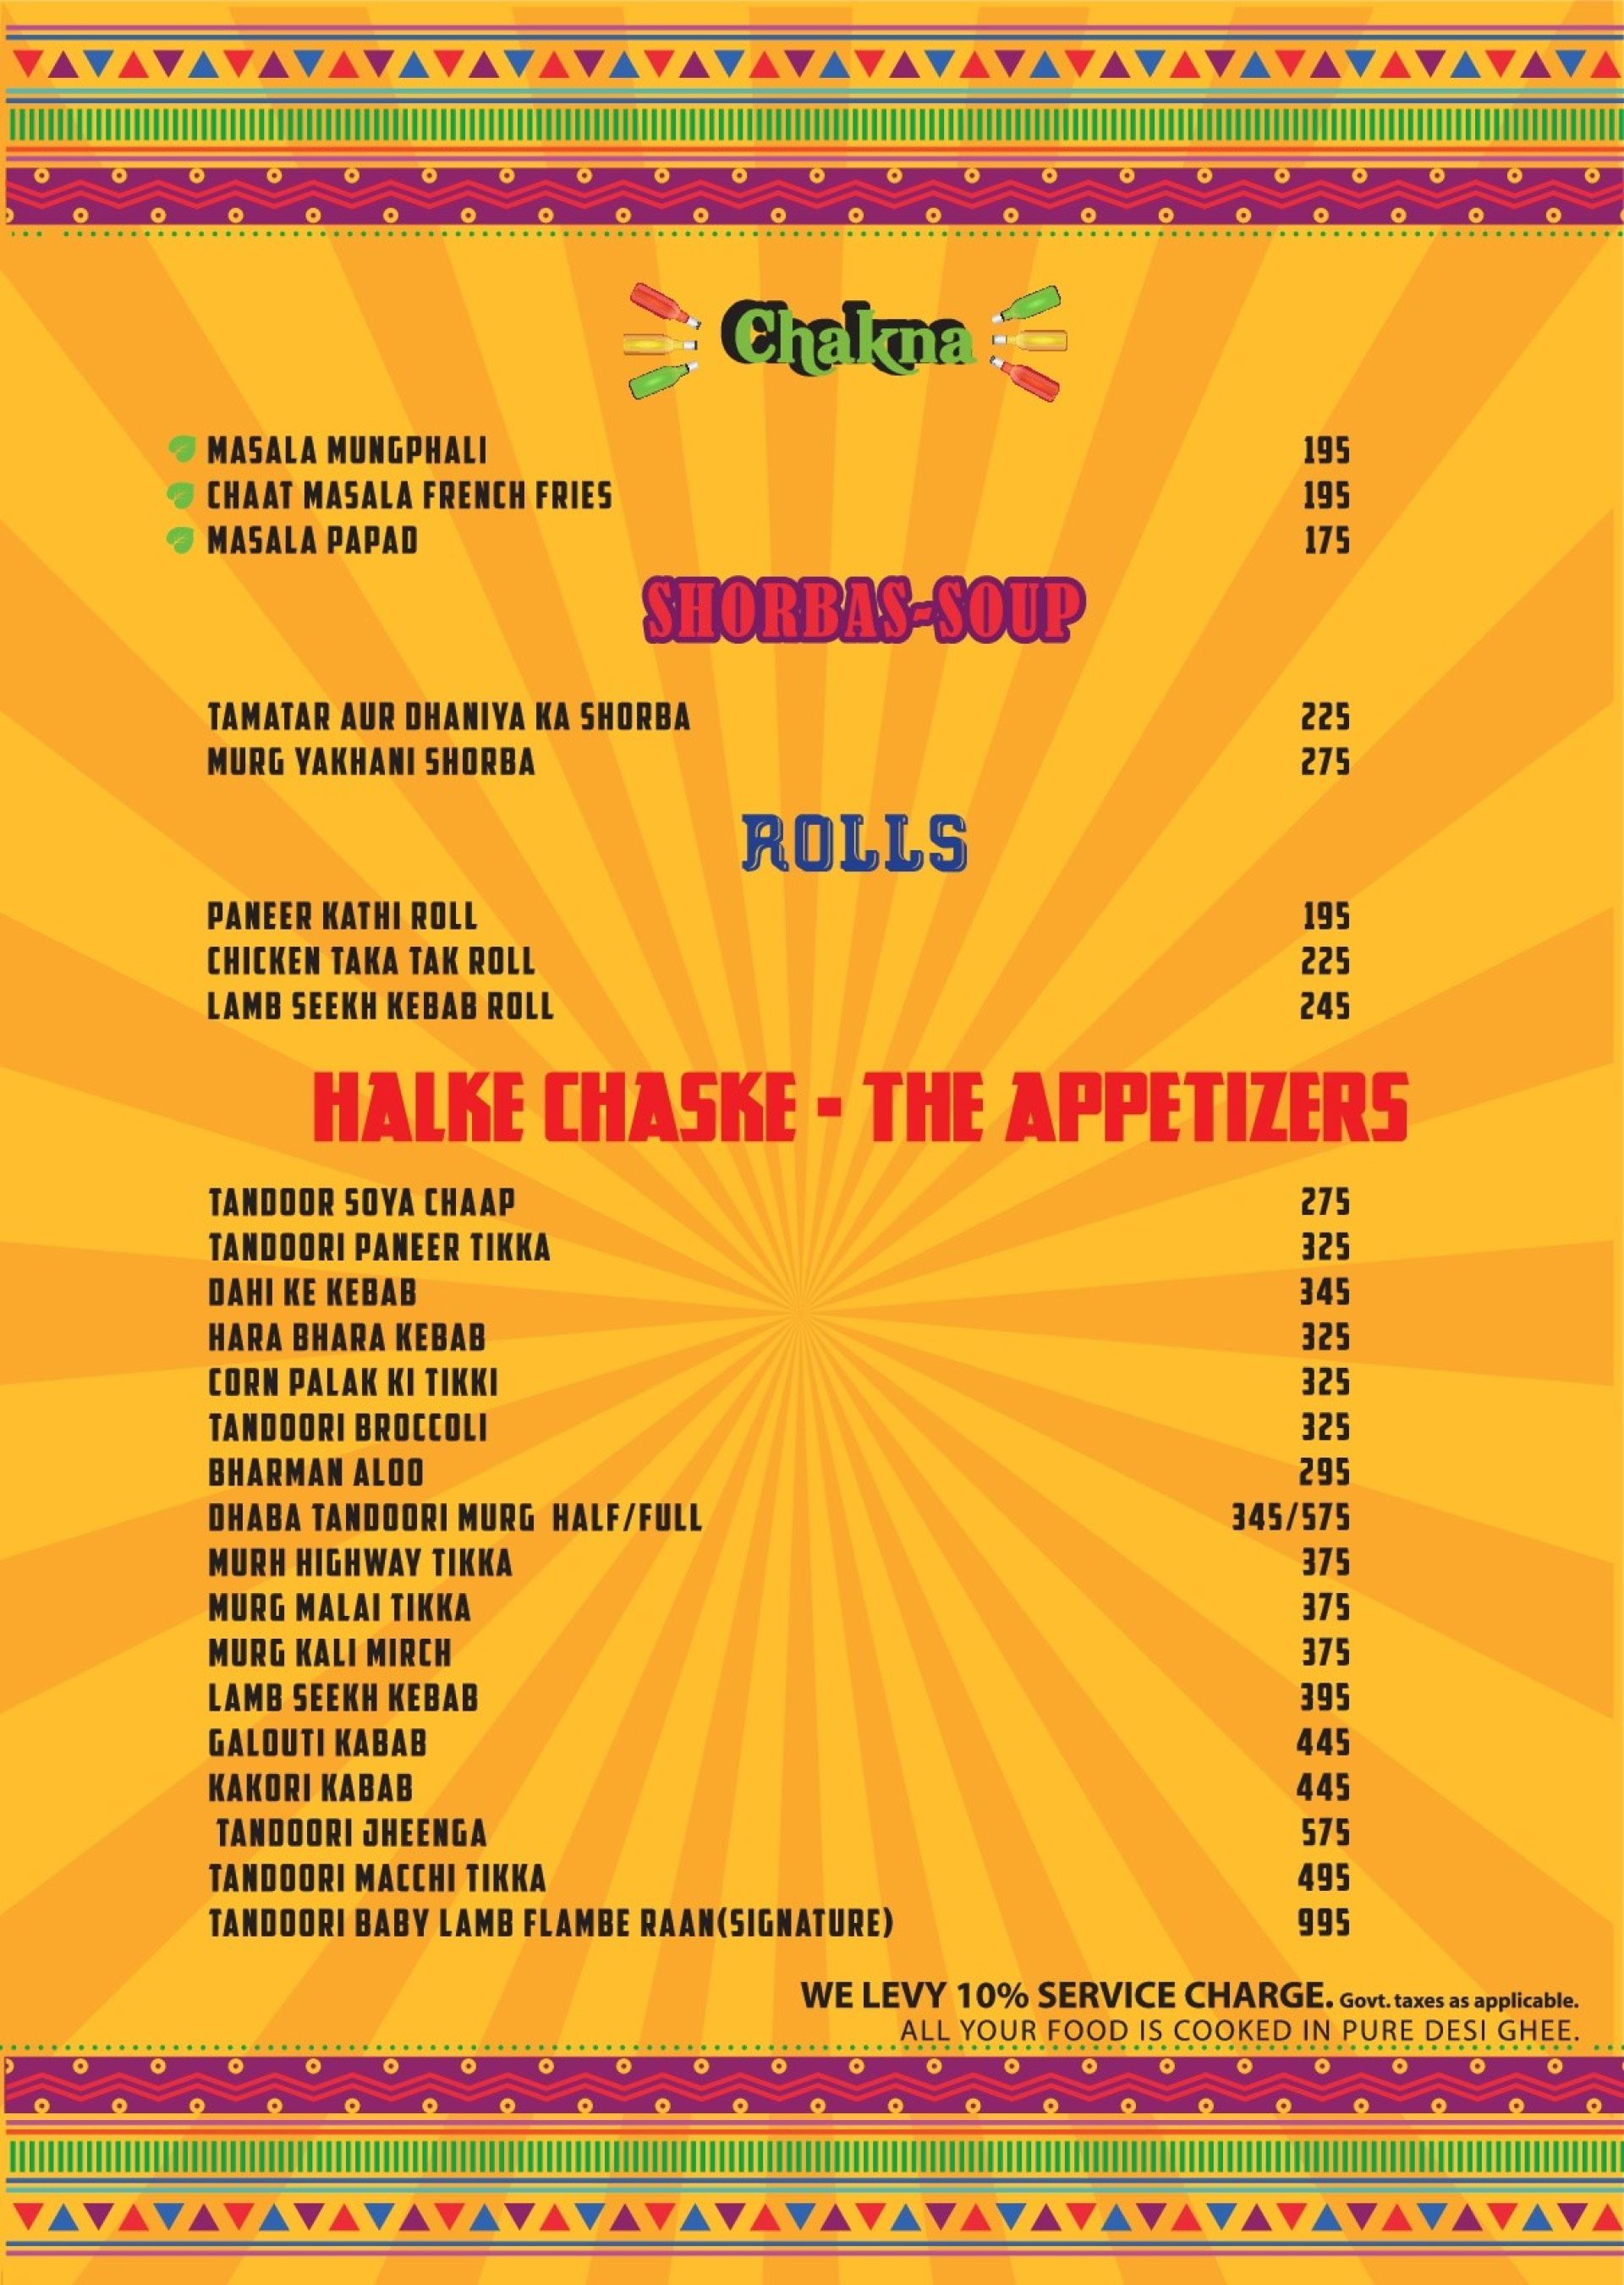 Chakna
MASALA MUNGPHALI 195
CHAAT MASALA FRENCH FRIES 195
MASALA PAPAD 175
SHORBAS-SOUP
TAMATAR AUR DHANIYA KA SHORBA 225
MURG YAKHANI SHORBA 275
ROLLS
PANEER KATHI ROLL 195
CHICKEN TAKA TAK ROLL 225
LAMB SEEKH KEBAB ROLL 245
HALKE CHASKE - THE APPETIZERS
TANDOOR SOYA CHAAP 275
TANDOORI PANEER TIKKA 325
DAHI KE KEBAB 345
HARA BHARA KEBAB 325
CORN PALAK KI TIKKI 325
TANDOORI BROCCOLI 325
BHARMAN ALOO 295
DHABA TANDOORI MURG HALF/FULL 345/575
MURH HIGHWAY TIKKA 375
MURG MALAI TIKKA 375
MURG KALI MIRCH 375
LAMB SEEKH KEBAB 395
GALOUTI KABAB 445
KAKORI KABAB 445
TANDOORI JHEENGA 575
TANDOORI MACCHI TIKKA 495
TANDOORI BABY LAMB FLAMBE RAAN(SIGNATURE) 995
WE LEVY 10% SERVICE CHARGE. Govt. taxes as applicable.
ALL YOUR FOOD IS COOKED IN PURE DESI GHEE.